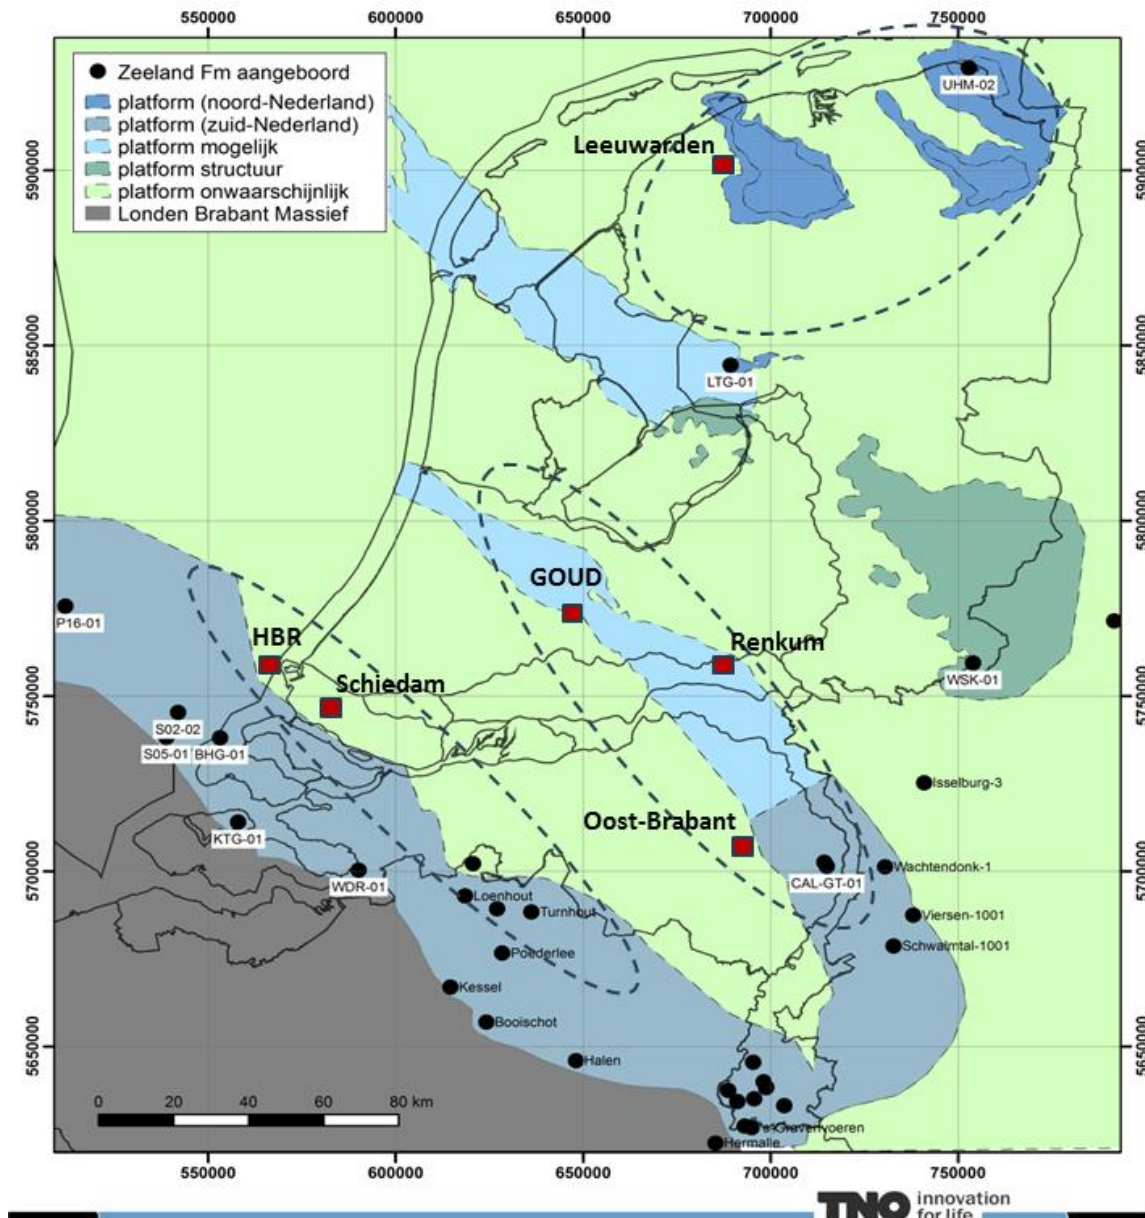 550000 600000 650000 700000 750000
Zeeland Fm aangeboord
platform (noord-Nederland)
platform (zuid-Nederland)
platform mogelijk
platform structuur
platform onwaarschijnlijk
Londen Brabant Massief
UHM-02
Leeuwarden
5900000 5900000
5850000 5850000
LTG-01
5800000 5800000
GOUD
P16-01
HBR
Renkum
WSK-01
Schiedam
5750000 5750000
S02-02
S05-01 BHG-01
Isselburg-3
Oost-Brabant
KTG-01
5700000 5700000
WDR-01
CAL-GT-01
Wachtendonk-1
Loenhout
Turnhout
Viersen-1001
Schwalmtal-1001
Poederlee
Kessel
Booischot
5650000 5650000
Halen
0 20 40 60 80 km
's Gravenvoeren
Hermalle
550000 600000 650000 700000 750000
TNO innovation
for life